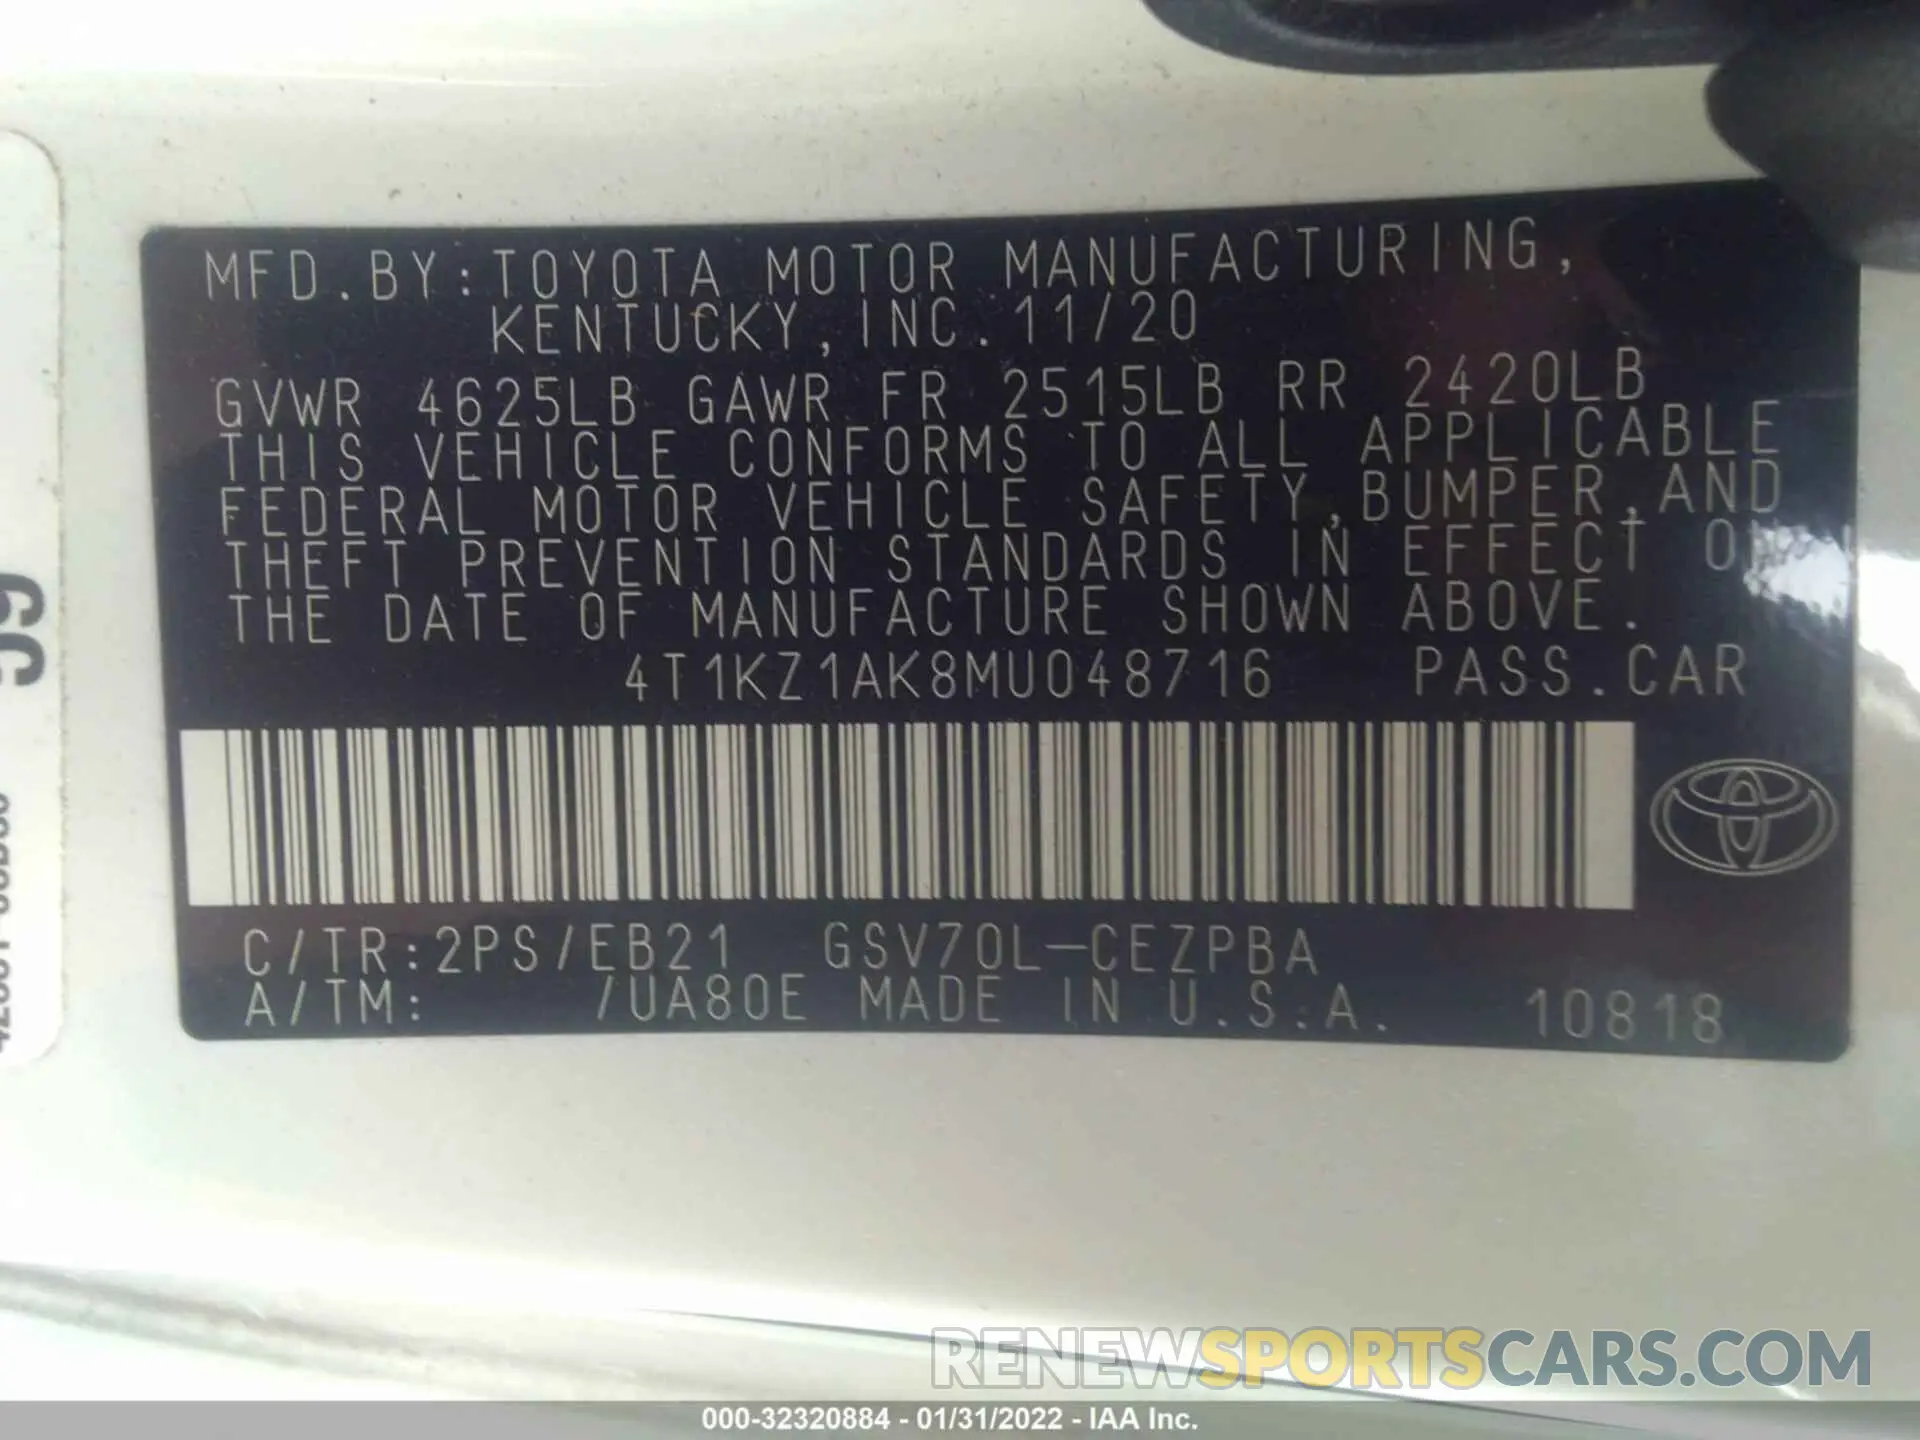 MFD.BY:TOYOTA MOTOR MANUFACTURING,
KENTUCKY,INC.11/20
GVWR 4625LB GAWR FR 2515LB RR 2420LB
THIS VEHICLE CONFORMS TO ALL APPLICABLE
FEDERAL MOTOR VEHICLE SAFETY,BUMPER,AND
THEFT PREVENTION STANDARDS IN EFFECT ON
THE DATE OF MANUFACTURE SHOWN ABOVE.
4T1KZ1AK8MU048716 PASS.CAR
C/TR:2PS/EB21 GSV70L-CEZPBA
A/TM: /UA80E MADE IN U.S.A. 10818
RENEWSPORTSCARS.COM
000-32320884 - 01/31/2022 - IAA Inc.